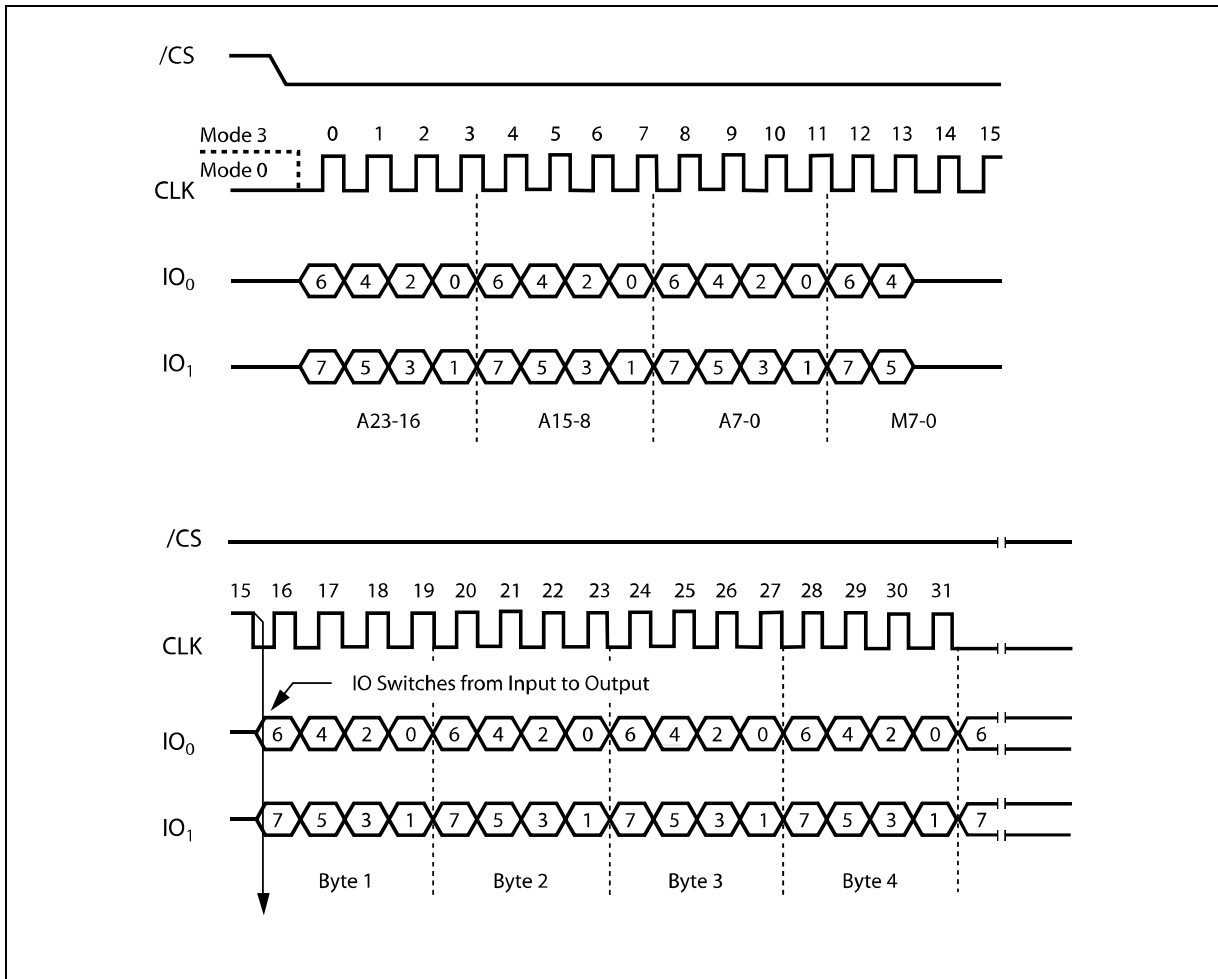 /CS
Mode 3
0 1 2 3 4 5 6 7 8 9 10 11 12 13 14 15
Mode 0
CLK
IO0 6 4 2 0 6 4 2 0 6 4 2 0 6 4
IO1 7 5 3 1 7 5 3 1 7 5 3 1 7 5
A23-16 A15-8 A7-0 M7-0
/CS
15 16 17 18 19 20 21 22 23 24 25 26 27 28 29 30 31
CLK
IO Switches from Input to Output
IO0 6 4 2 0 6 4 2 0 6 4 2 0 6 4 2 0 6
IO1 7 5 3 1 7 5 3 1 7 5 3 1 7 5 3 1 7
Byte 1 Byte 2 Byte 3 Byte 4